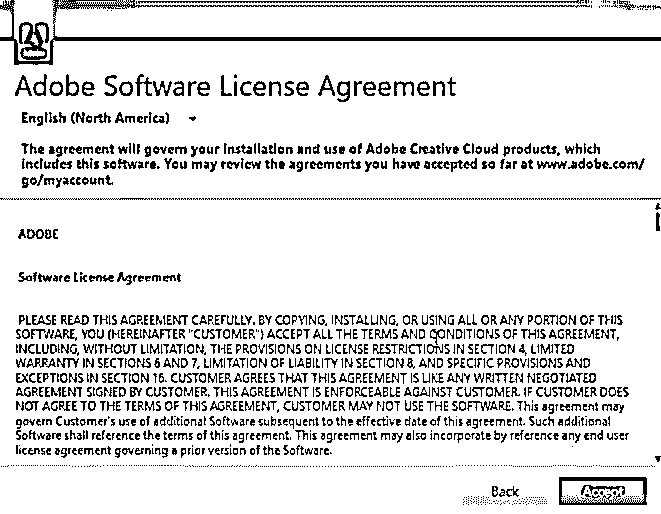 Adobe Software License Agreement
English (North America)
The agreement will govern your installation and use of Adobe Creative Cloud products, which
includes this software. You may review the agreements you have accepted so far at www.adobe.com/
go/myaccount.
ADOBE
Software License Agreement
PLEASE READ THIS AGREEMENT CAREFULLY. BY COPYING, INSTALLING, OR USING ALL OR ANY PORTION OF THIS
SOFTWARE, YOU (HEREINAFTER "CUSTOMER") ACCEPT ALL THE TERMS AND CONDITIONS OF THIS AGREEMENT,
INCLUDING, WITHOUT LIMITATION, THE PROVISIONS ON LICENSE RESTRICTIONS IN SECTION 4, LIMITED
WARRANTY IN SECTIONS 6 AND 7, LIMITATION OF LIABILITY IN SECTION 8, AND SPECIFIC PROVISIONS AND
EXCEPTIONS IN SECTION 16. CUSTOMER AGREES THAT THIS AGREEMENT IS LIKE ANY WRITTEN NEGOTIATED
AGREEMENT SIGNED BY CUSTOMER. THIS AGREEMENT IS ENFORCEABLE AGAINST CUSTOMER. IF CUSTOMER DOES
NOT AGREE TO THE TERMS OF THIS AGREEMENT, CUSTOMER MAY NOT USE THE SOFTWARE. This agreement may
govern Customer's use of additional Software subsequent to the effective date of this agreement. Such additional
Software shall reference the terms of this agreement. This agreement may also incorporate by reference any end user
license agreement governing a prior version of the Software.
Back
Accept